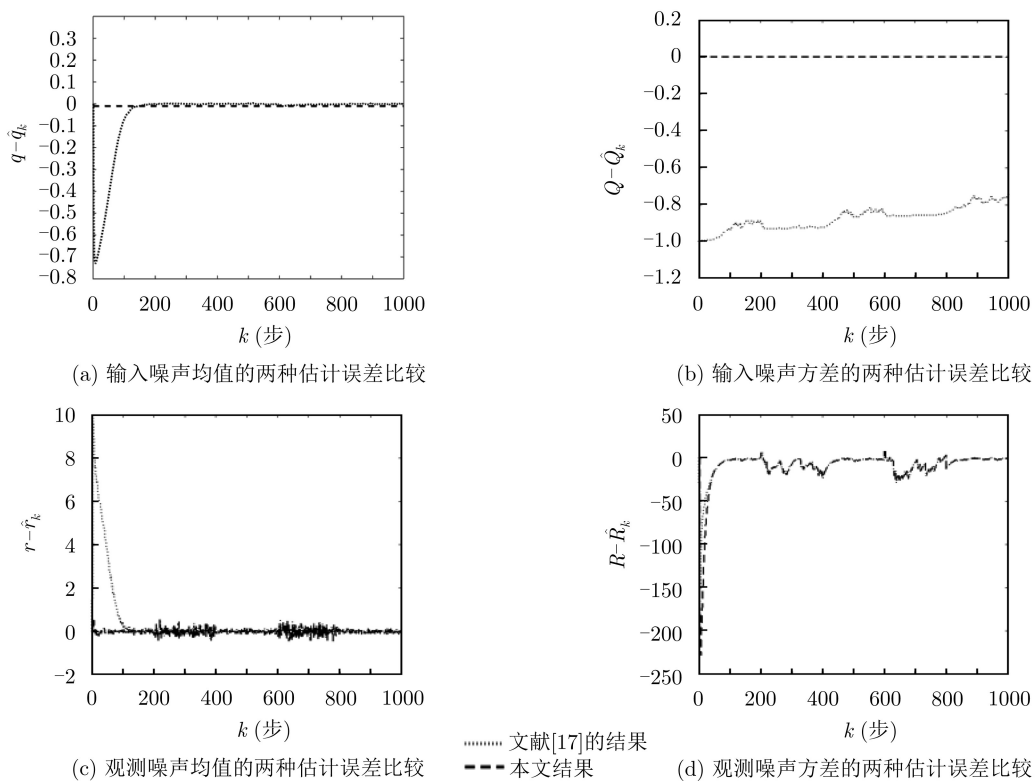 0.3
0.2
0.1
0
−0.1
−0.2
−0.3
−0.4
−0.5
−0.6
−0.7
−0.8
q−q̂k
0 200 400 600 800 1000
k (步)
(a) 输入噪声均值的两种估计误差比较
0.2
0
−0.2
−0.4
−0.6
−0.8
−1.0
−1.2
Q−Q̂k
0 200 400 600 800 1000
k (步)
(b) 输入噪声方差的两种估计误差比较
10
8
6
4
2
0
−2
r−r̂k
0 200 400 600 800 1000
k (步)
(c) 观测噪声均值的两种估计误差比较
50
0
−50
−100
−150
−200
−250
R−R̂k
0 200 400 600 800 1000
k (步)
(d) 观测噪声方差的两种估计误差比较
文献[17]的结果
本文结果